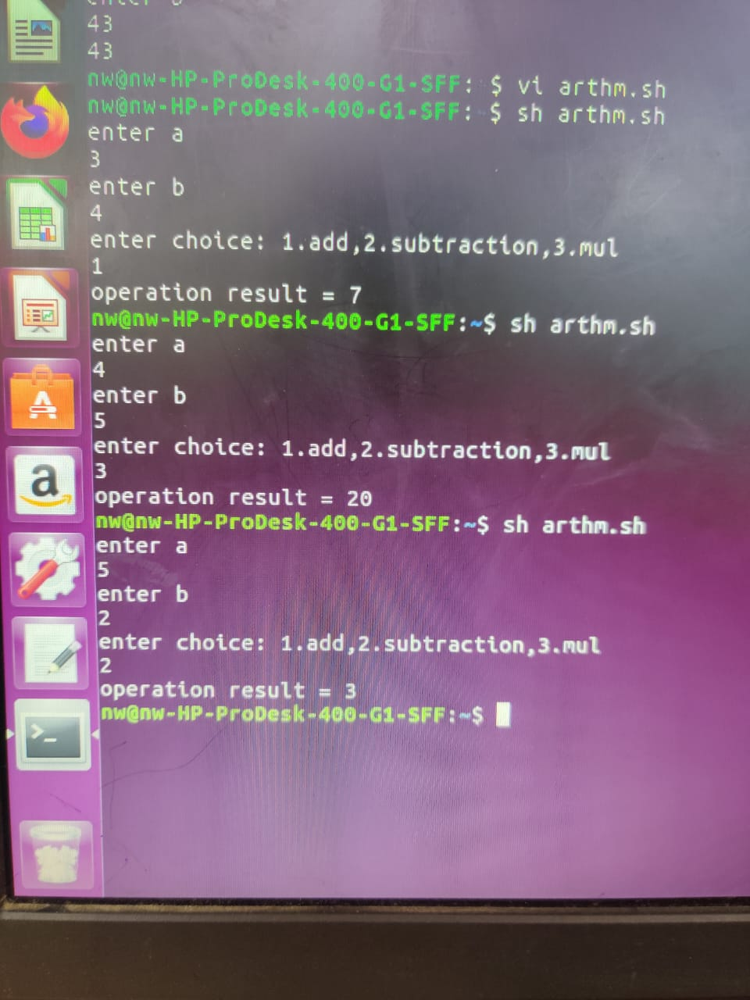 43
43
nw@nw-HP-ProDesk-400-G1-SFF:~$ vi arthm.sh
nw@nw-HP-ProDesk-400-G1-SFF:~$ sh arthm.sh
enter a
3
enter b
4
enter choice: 1.add,2.subtraction,3.mul
1
operation result = 7
nw@nw-HP-ProDesk-400-G1-SFF:~$ sh arthm.sh
enter a
4
enter b
5
enter choice: 1.add,2.subtraction,3.mul
3
operation result = 20
nw@nw-HP-ProDesk-400-G1-SFF:~$ sh arthm.sh
enter a
5
enter b
2
enter choice: 1.add,2.subtraction,3.mul
2
operation result = 3
nw@nw-HP-ProDesk-400-G1-SFF:~$